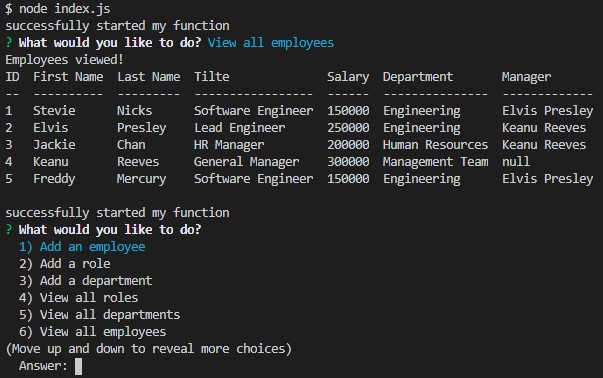 $ node index.js
successfully started my function
? What would you like to do? View all employees
Employees viewed!
ID  First Name  Last Name  Tilte              Salary  Department       Manager
--  ----------  ---------  -----------------  ------  ---------------  -------------
1   Stevie      Nicks      Software Engineer  150000  Engineering      Elvis Presley
2   Elvis       Presley    Lead Engineer      250000  Engineering      Keanu Reeves
3   Jackie      Chan       HR Manager         200000  Human Resources  Keanu Reeves
4   Keanu       Reeves     General Manager    300000  Management Team  null
5   Freddy      Mercury    Software Engineer  150000  Engineering      Elvis Presley
successfully started my function
? What would you like to do?
1) Add an employee
2) Add a role
3) Add a department
4) View all roles
5) View all departments
6) View all employees
(Move up and down to reveal more choices)
Answer: